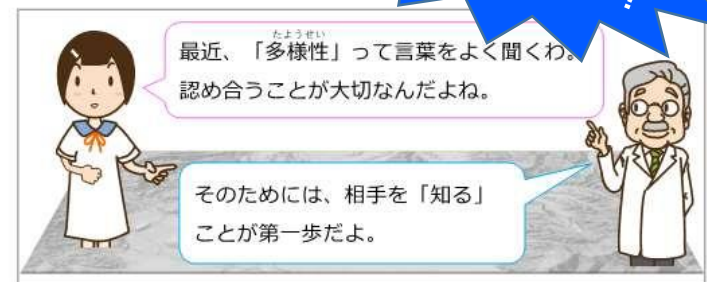 最近、「多様性」って言葉をよく聞くわ。
たようせい
認め合うことが大切なんだよね。
そのためには、相手を「知る」
ことが第一歩だよ。